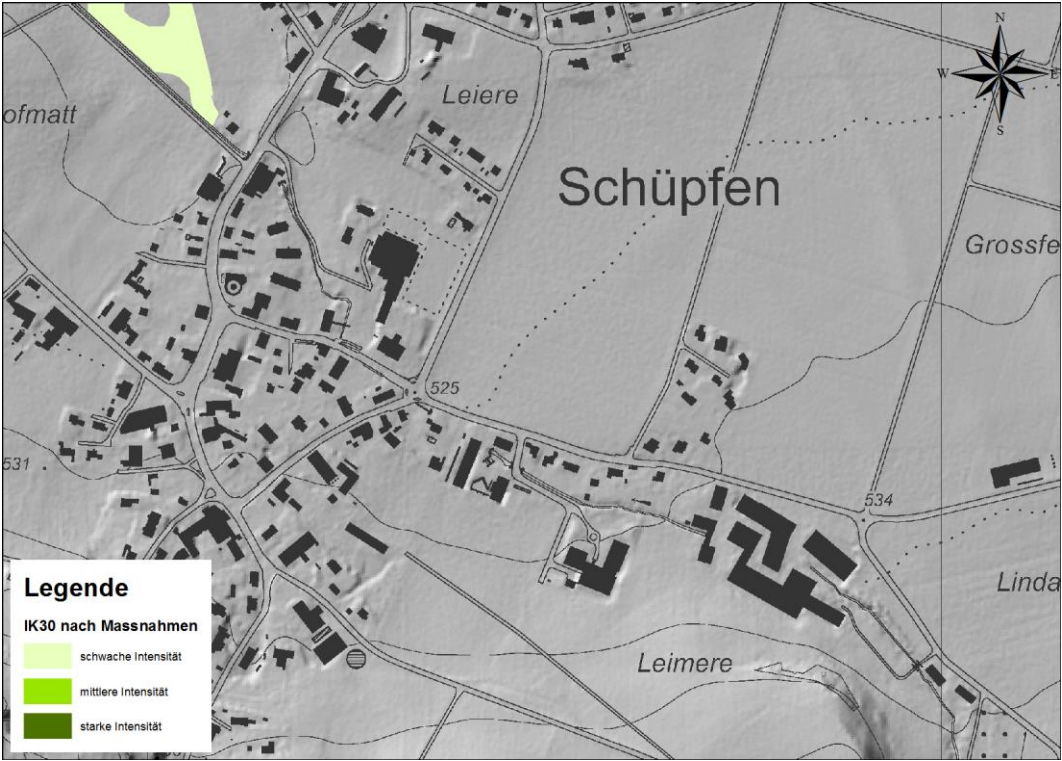 N
W E
S
Leiere
ofmatt
Schüpfen
Grossfe
525
531
534
Linda
Leimere
Legende
IK30 nach Massnahmen
schwache Intensität
mittlere Intensität
starke Intensität